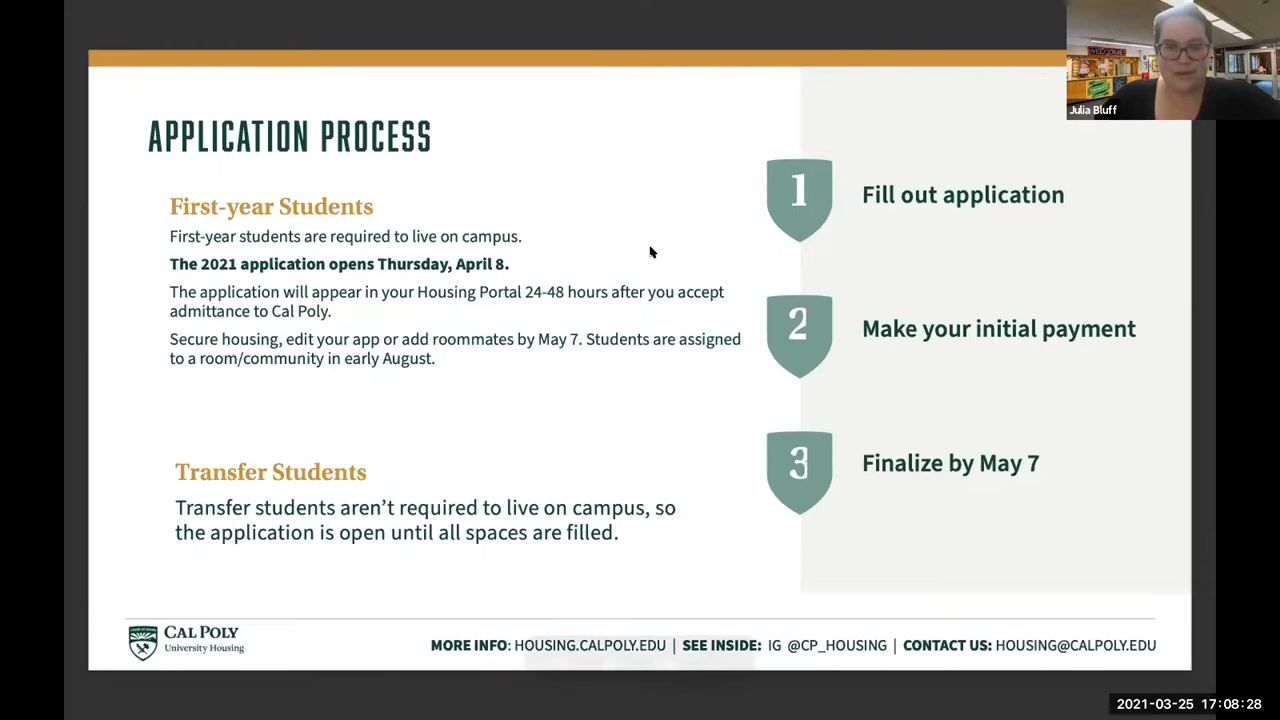 WELCOME
Julia Bluff
APPLICATION PROCESS
First-year Students
First-year students are required to live on campus.
The 2021 application opens Thursday, April 8.
The application will appear in your Housing Portal 24-48 hours after you accept
admittance to Cal Poly.
Secure housing, edit your app or add roommates by May 7. Students are assigned
to a room/community in early August.
Transfer Students
Transfer students aren't required to live on campus, so
the application is open until all spaces are filled.
1
Fill out application
2
Make your initial payment
3
Finalize by May 7
CAL POLY
University Housing
MORE INFO: HOUSING.CALPOLY.EDU | SEE INSIDE: IG @CP_HOUSING | CONTACT US: HOUSING@CALPOLY.EDU
2021-03-25 17:08:28